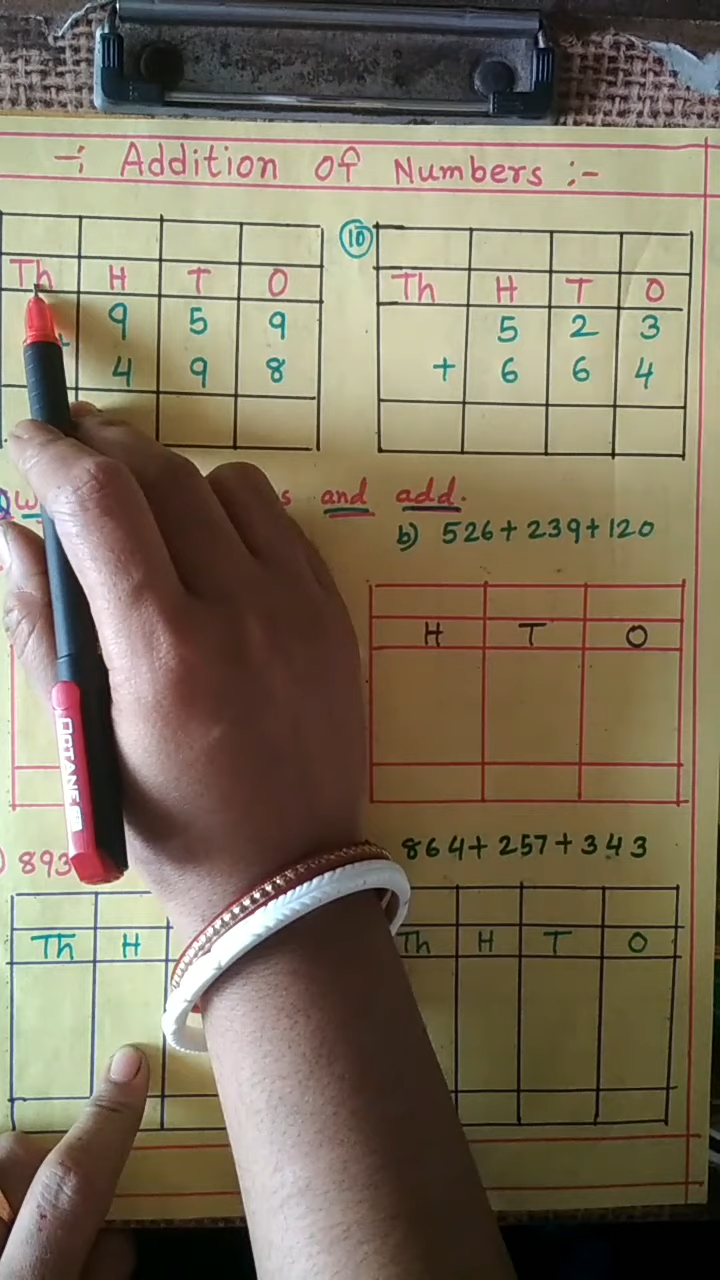 -: Addition of Numbers :-
Th H T O
+ 9 5 9
4 9 8
10
Th H T O
5 2 3
+ 6 6 4
and add.
b) 526+239+120
H T O
) 893
864+257+343
Th H
Th H T O
OCTANE